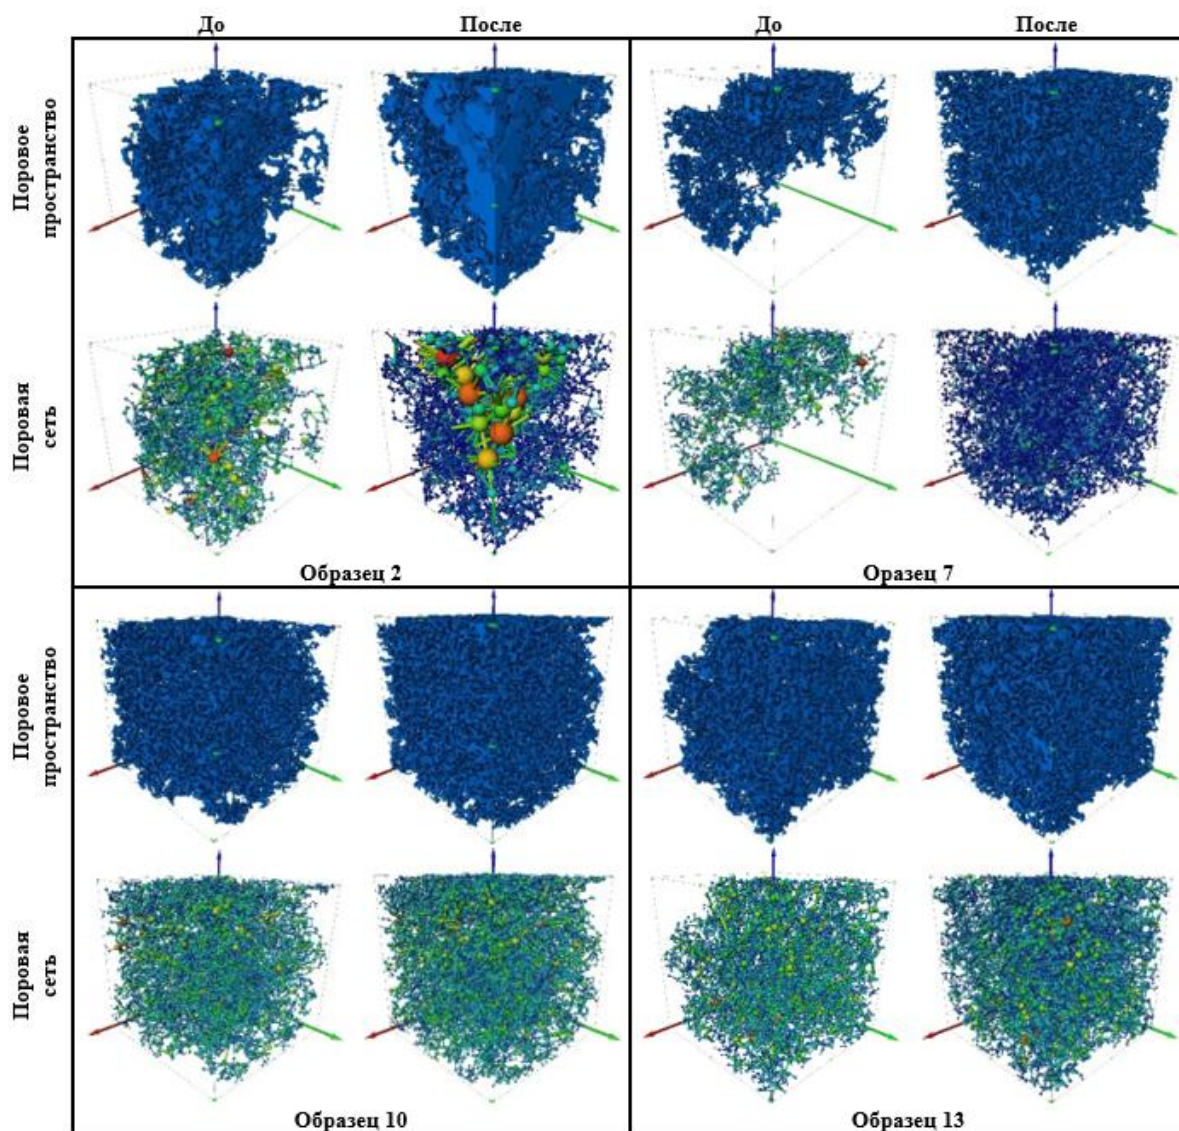 До После До После
Поровое
пространство
Поровая
сеть
Образец 2 Оразец 7
Поровое
пространство
Поровая
сеть
Образец 10 Образец 13